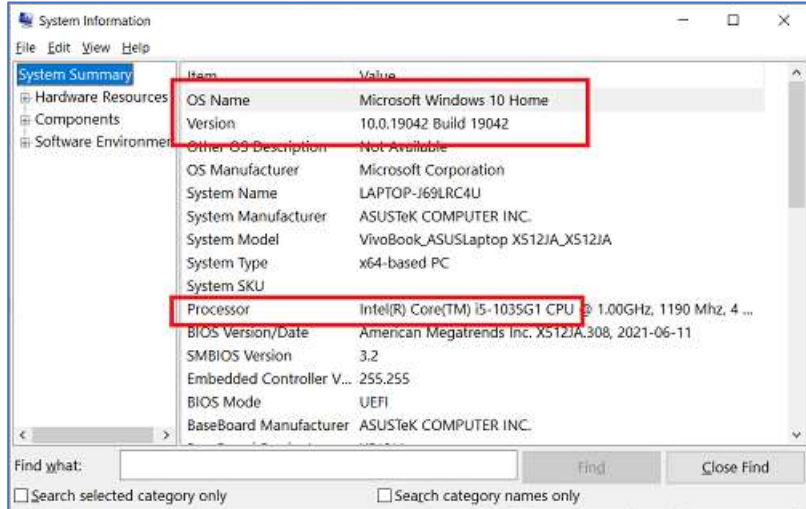 System Information
File Edit View Help
System Summary
Hardware Resources
Components
Software Environmen
Item Value
OS Name Microsoft Windows 10 Home
Version 10.0.19042 Build 19042
Other OS Description Not Available
OS Manufacturer Microsoft Corporation
System Name LAPTOP-J69LRC4U
System Manufacturer ASUSTeK COMPUTER INC.
System Model VivoBook_ASUSLaptop X512JA_X512JA
System Type x64-based PC
System SKU
Processor Intel(R) Core(TM) i5-1035G1 CPU @ 1.00GHz, 1190 Mhz, 4 ...
BIOS Version/Date American Megatrends Inc. X512JA.308, 2021-06-11
SMBIOS Version 3.2
Embedded Controller V... 255.255
BIOS Mode UEFI
BaseBoard Manufacturer ASUSTeK COMPUTER INC.
Find what: Find Close Find
Search selected category only Search category names only